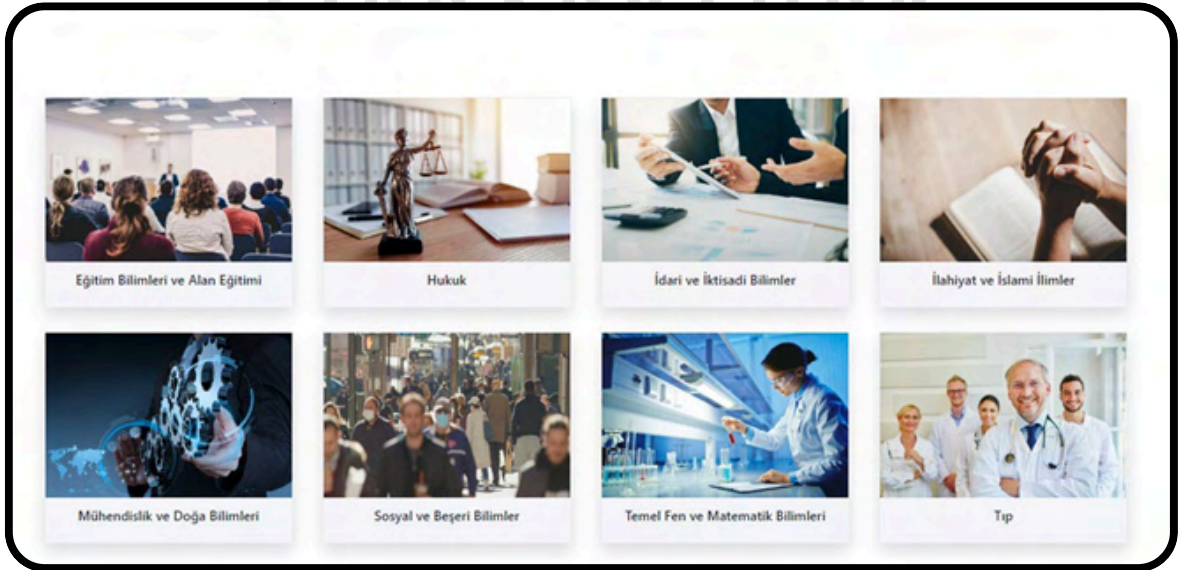 Eğitim Bilimleri ve Alan Eğitimi
Hukuk
İdari ve İktisadi Bilimler
İlahiyat ve İslami İlimler
Mühendislik ve Doğa Bilimleri
Sosyal ve Beşeri Bilimler
Temel Fen ve Matematik Bilimleri
Tıp